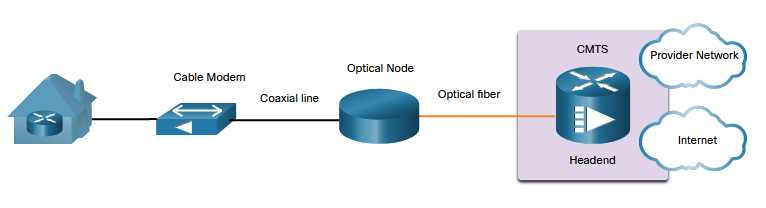 Cable Modem
Coaxial line
Optical Node
Optical fiber
CMTS
Headend
Provider Network
Internet